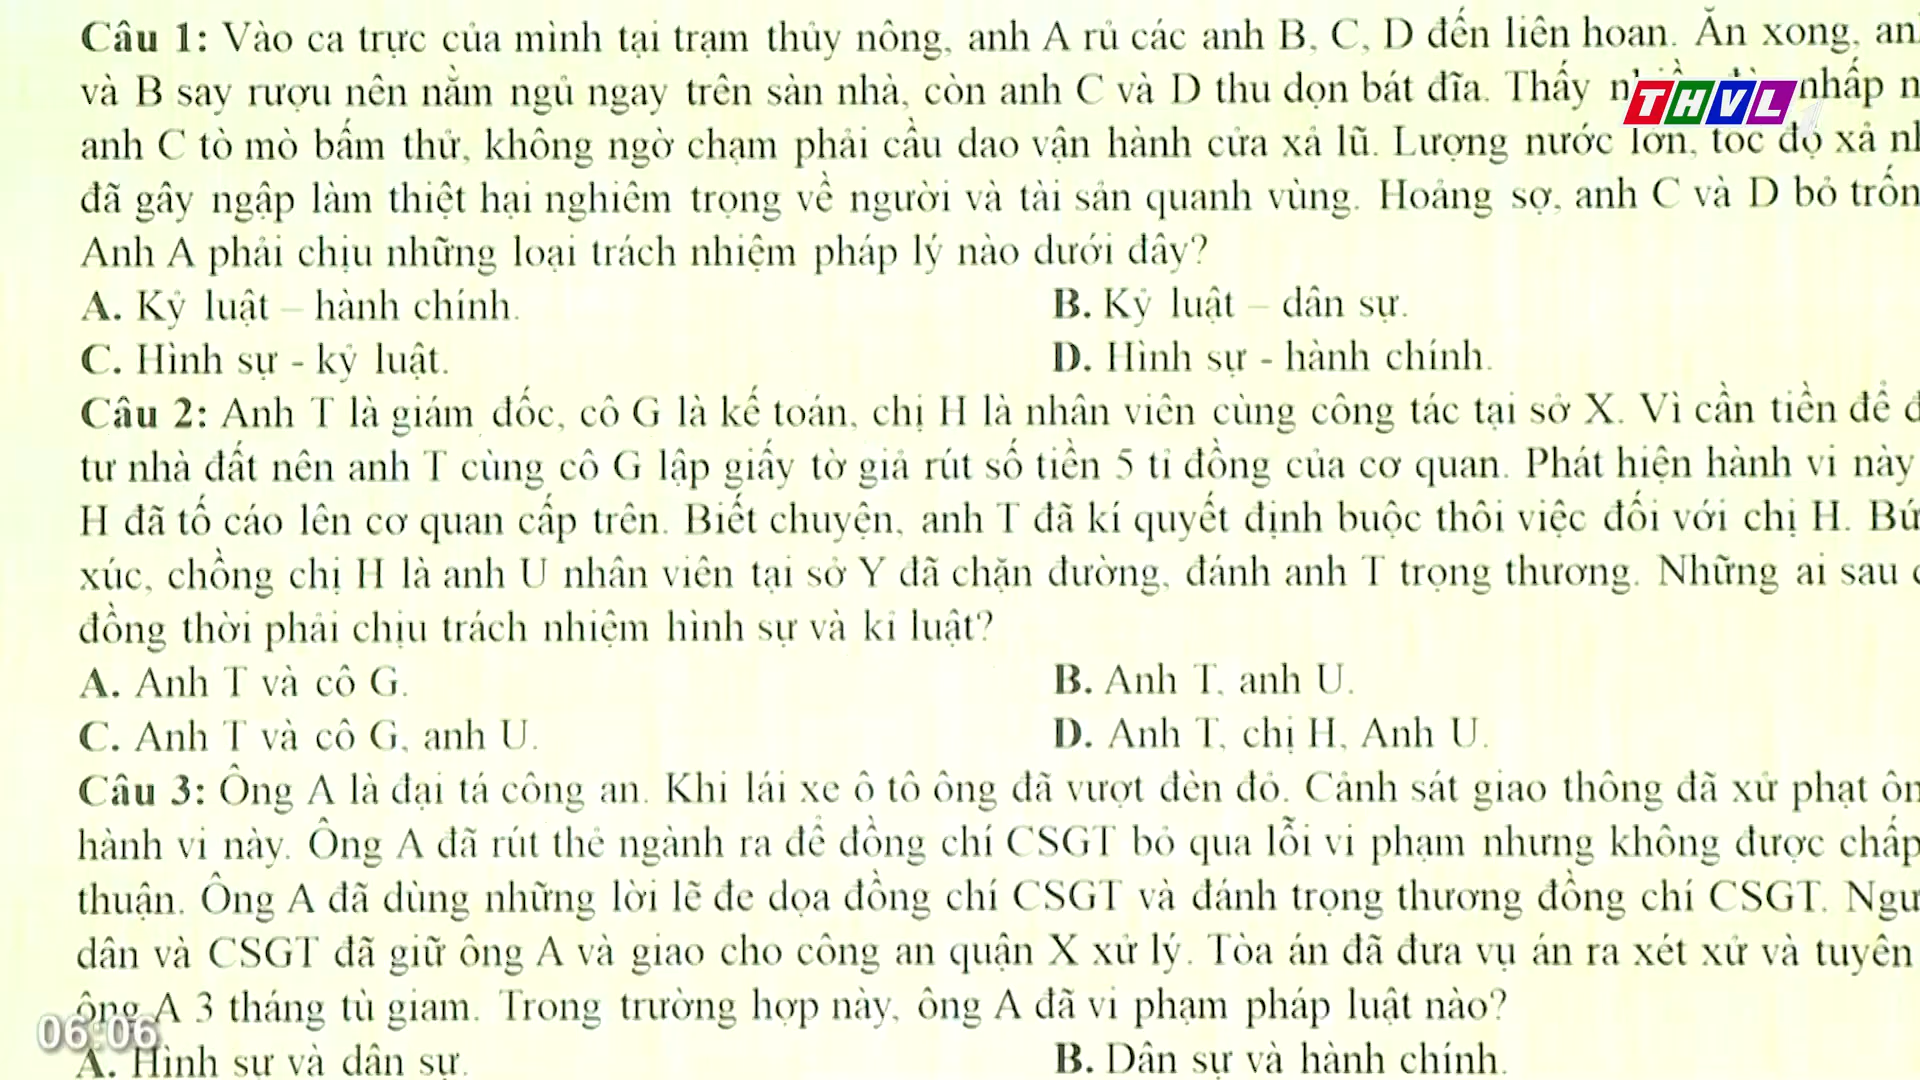 Câu 1: Vào ca trực của mình tại trạm thủy nông, anh A rủ các anh B, C, D đến liên hoan. Ăn xong,
và B say rượu nên nằm ngủ ngay trên sàn nhà, còn anh C và D thu dọn bát đĩa. Thấy nhấp
THVL1
anh C tò mò bấm thử, không ngờ chạm phải cầu dao vận hành cửa xả lũ. Lượng nước lớn, tốc độ xả
đã gây ngập làm thiệt hại nghiêm trọng về người và tài sản quanh vùng. Hoảng sợ, anh C và D bỏ
Anh A phải chịu những loại trách nhiệm pháp lý nào dưới đây?
A. Kỷ luật – hành chính.
B. Kỷ luật – dân sự.
C. Hình sự - kỷ luật.
D. Hình sự - hành chính.
Câu 2: Anh T là giám đốc, cô G là kế toán, chị H là nhân viên cùng công tác tại sở X. Vì cần tiền để
tư nhà đất nên anh T cùng cô G lập giấy tờ giả rút số tiền 5 tỉ đồng của cơ quan. Phát hiện hành vi này
H đã tố cáo lên cơ quan cấp trên. Biết chuyện, anh T đã kí quyết định buộc thôi việc đối với chị H.
xúc, chồng chị H là anh U nhân viên tại sở Y đã chặn đường, đánh anh T trọng thương. Những ai sau
đồng thời phải chịu trách nhiệm hình sự và kỉ luật?
A. Anh T và cô G.
B. Anh T, anh U.
C. Anh T và cô G, anh U.
D. Anh T, chị H, Anh U.
Câu 3: Ông A là đại tá công an. Khi lái xe ô tô ông đã vượt đèn đỏ. Cảnh sát giao thông đã xử phạt
hành vi này. Ông A đã rút thẻ ngành ra để đồng chí CSGT bỏ qua lỗi vi phạm nhưng không được chấp
thuận. Ông A đã dùng những lời lẽ đe dọa đồng chí CSGT và đánh trọng thương đồng chí CSGT.
dân và CSGT đã giữ ông A và giao cho công an quận X xử lý. Tòa án đã đưa vụ án ra xét xử và tuyên
ông A 3 tháng tù giam. Trong trường hợp này, ông A đã vi phạm pháp luật nào?
06:06
A. Hình sự và dân sự.
B. Dân sự và hành chính.